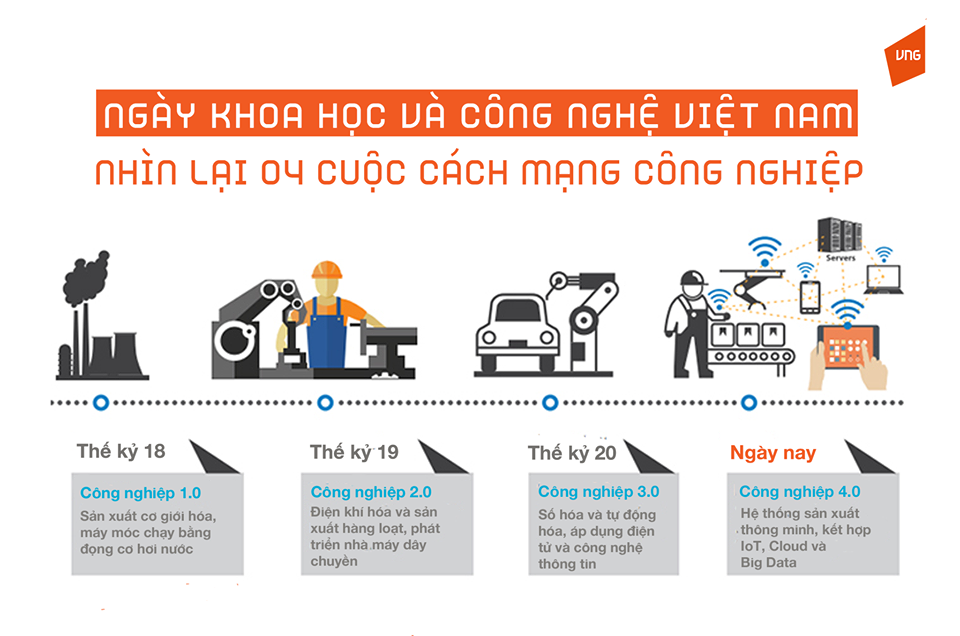 VNG
NGÀY KHOA HỌC VÀ CÔNG NGHỆ VIỆT NAM
NHÌN LẠI 04 CUỘC CÁCH MẠNG CÔNG NGHIỆP
Servers
Thế kỷ 18
Công nghiệp 1.0
Sản xuất cơ giới hóa,
máy móc chạy bằng
đọng cơ hơi nước
Thế kỷ 19
Công nghiệp 2.0
Điện khí hóa và sản
xuất hàng loạt, phát
triển nhà máy dây
chuyền
Thế kỷ 20
Công nghiệp 3.0
Số hóa và tự động
hóa, áp dụng điện
tử và công nghệ
thông tin
Ngày nay
Công nghiệp 4.0
Hệ thống sản xuất
thông minh, kết hợp
IoT, Cloud và
Big Data